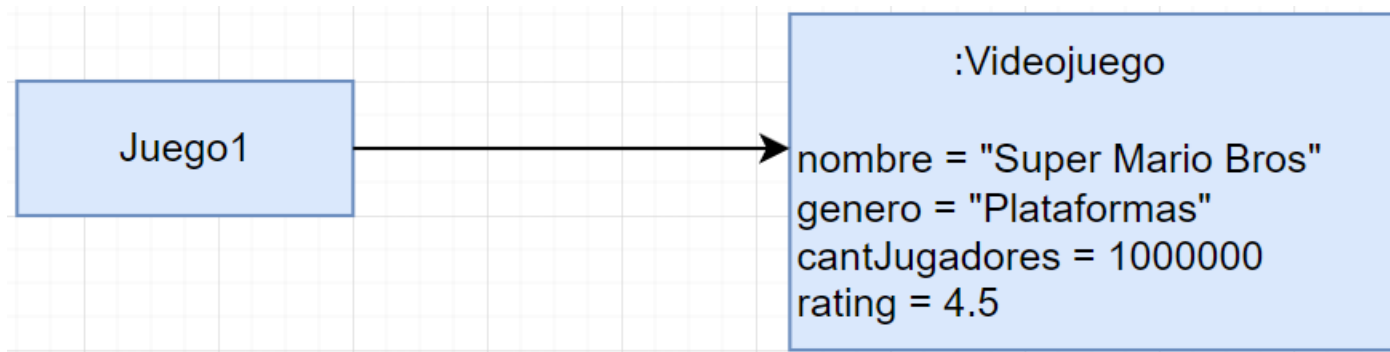 Juego1
:Videojuego
nombre = "Super Mario Bros"
genero = "Plataformas"
cantJugadores = 1000000
rating = 4.5